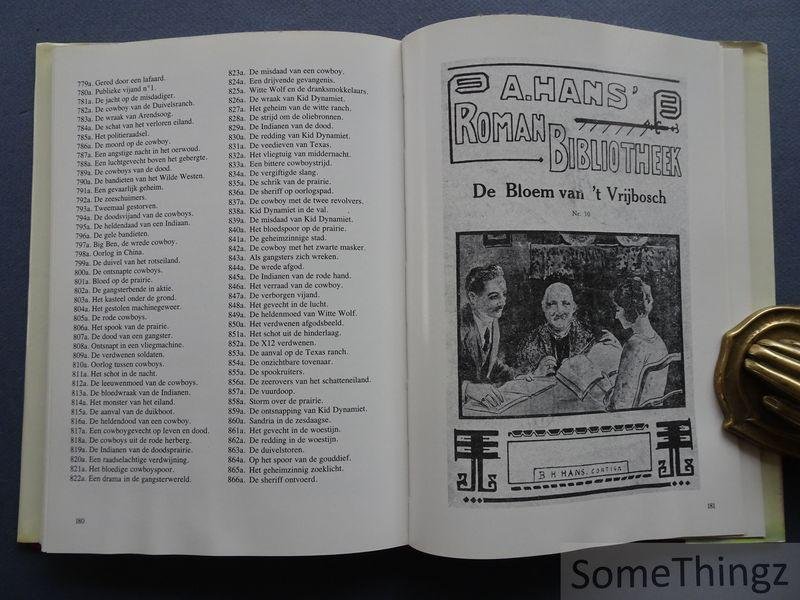 779a. Gered door een lafaard.
780a. Publieke vijand n°1.
781a. De jacht op de misdadiger.
782a. De cowboy van de Duivelsranch.
783a. De wraak van Arendsoog.
784a. De schat van het verloren eiland.
785a. Het politieraadsel.
786a. De moord op de cowboy.
787a. Een angstige nacht in het oerwoud.
788a. Een luchtgevecht boven het gebergte.
789a. De cowboys van de dood.
790a. De bandieten van het Wilde Westen.
791a. Een gevaarlijk geheim.
792a. De zeeschuimers.
793a. Tweemaal gestorven.
794a. De doodsvijand van de cowboys.
795a. De heldendaad van een Indiaan.
796a. De gele bandieten.
797a. Big Ben, de wrede cowboy.
798a. Oorlog in China.
799a. De duivel van het rotseiland.
800a. De ontsnapte cowboys.
801a. Bloed op de prairie.
802a. De gangsterbende in aktie.
803a. Het kasteel onder de grond.
804a. Het gestolen machinegeweer.
805a. De rode cowboys.
806a. Het spook van de prairie.
807a. De dood van een gangster.
808a. Ontsnapt in een vliegmachine.
809a. De verdwenen soldaten.
810a. Oorlog tussen cowboys.
811a. Het schot in de nacht.
812a. De leeuwenmoed van de cowboys.
813a. De bloedwraak van de Indianen.
814a. Het monster van het eiland.
815a. De aanval van de duikboot.
816a. De heldendood van een cowboy.
817a. Een cowboygevecht op leven en dood.
818a. De cowboys uit de rode herberg.
819a. De Indianen van de doodsprairie.
820a. Een raadselachtige verdwijning.
821a. Het bloedige cowboyspoor.
822a. Een drama in de gangsterwereld.
823a. De misdaad van een cowboy.
824a. Een drijvende gevangenis.
825a. Witte Wolf en de dranksmokkelaars.
826a. De wraak van Kid Dynamiet.
827a. Het geheim van de witte ranch.
828a. De strijd om de oliebronnen.
829a. De Indianen van de dood.
830a. De redding van Kid Dynamiet.
831a. De veedieven van Texas.
832a. Het vliegtuig van middernacht.
833a. Een bittere cowboystrijd.
834a. De vergiftigde slang.
835a. De schrik van de prairie.
836a. De sheriff op oorlogspad.
837a. De cowboy met de twee revolvers.
838a. Kid Dynamiet in de val.
839a. De misdaad van Kid Dynamiet.
840a. Het bloedspoor op de prairie.
841a. De geheimzinnige stad.
842a. De cowboy met het zwarte masker.
843a. Als gangsters zich wreken.
844a. De wrede afgod.
845a. De Indianen van de rode hand.
846a. Het verraad van de cowboy.
847a. De verborgen vijand.
848a. Het gevecht in de lucht.
849a. De heldenmoed van Witte Wolf.
850a. Het verdwenen afgodsbeeld.
851a. Het schot uit de hinderlaag.
852a. De X12 verdwenen.
853a. De aanval op de Texas ranch.
854a. De onzichtbare tovenaar.
855a. De spookruiters.
856a. De zeerovers van het schatteneiland.
857a. De vuurdoop.
858a. Storm over de prairie.
859a. De ontsnapping van Kid Dynamiet.
860a. Sandria in de zesdaagse.
861a. Het gevecht in de woestijn.
862a. De redding in de woestijn.
863a. De duivelstoren.
864a. Op het spoor van de gouddief.
865a. Het geheimzinnig zoeklicht.
866a. De sheriff ontvoerd.
180
A. HANS'
ROMAN
BIBLIOTHEEK
De Bloem van 't Vrijbosch
Nr. 10
B H HANS. CONTICH
181
SomeThingz